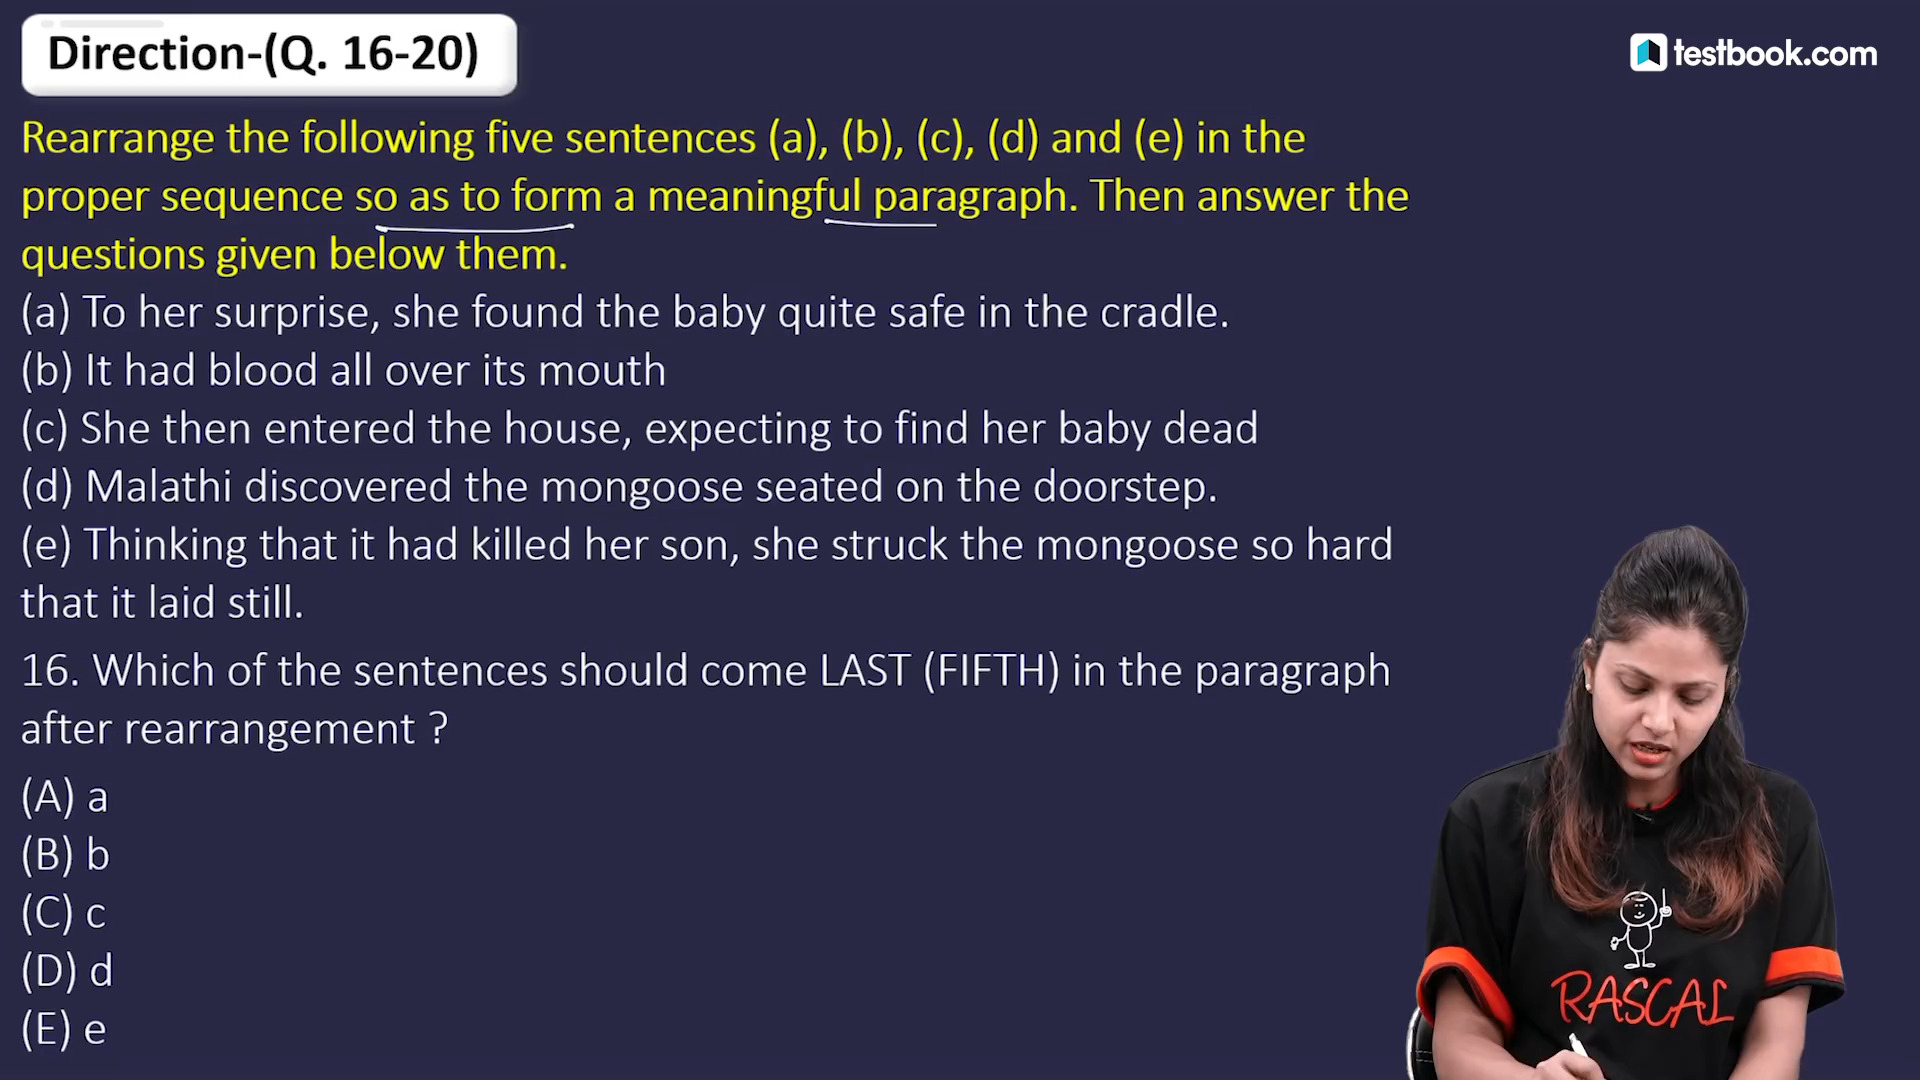 Direction-(Q. 16-20)
testbook.com
Rearrange the following five sentences (a), (b), (c), (d) and (e) in the
proper sequence so as to form a meaningful paragraph. Then answer the
questions given below them.
(a) To her surprise, she found the baby quite safe in the cradle.
(b) It had blood all over its mouth
(c) She then entered the house, expecting to find her baby dead
(d) Malathi discovered the mongoose seated on the doorstep.
(e) Thinking that it had killed her son, she struck the mongoose so hard
that it laid still.
16. Which of the sentences should come LAST (FIFTH) in the paragraph
after rearrangement ?
(A) a
(B) b
(C) c
(D) d
(E) e
RASCAL